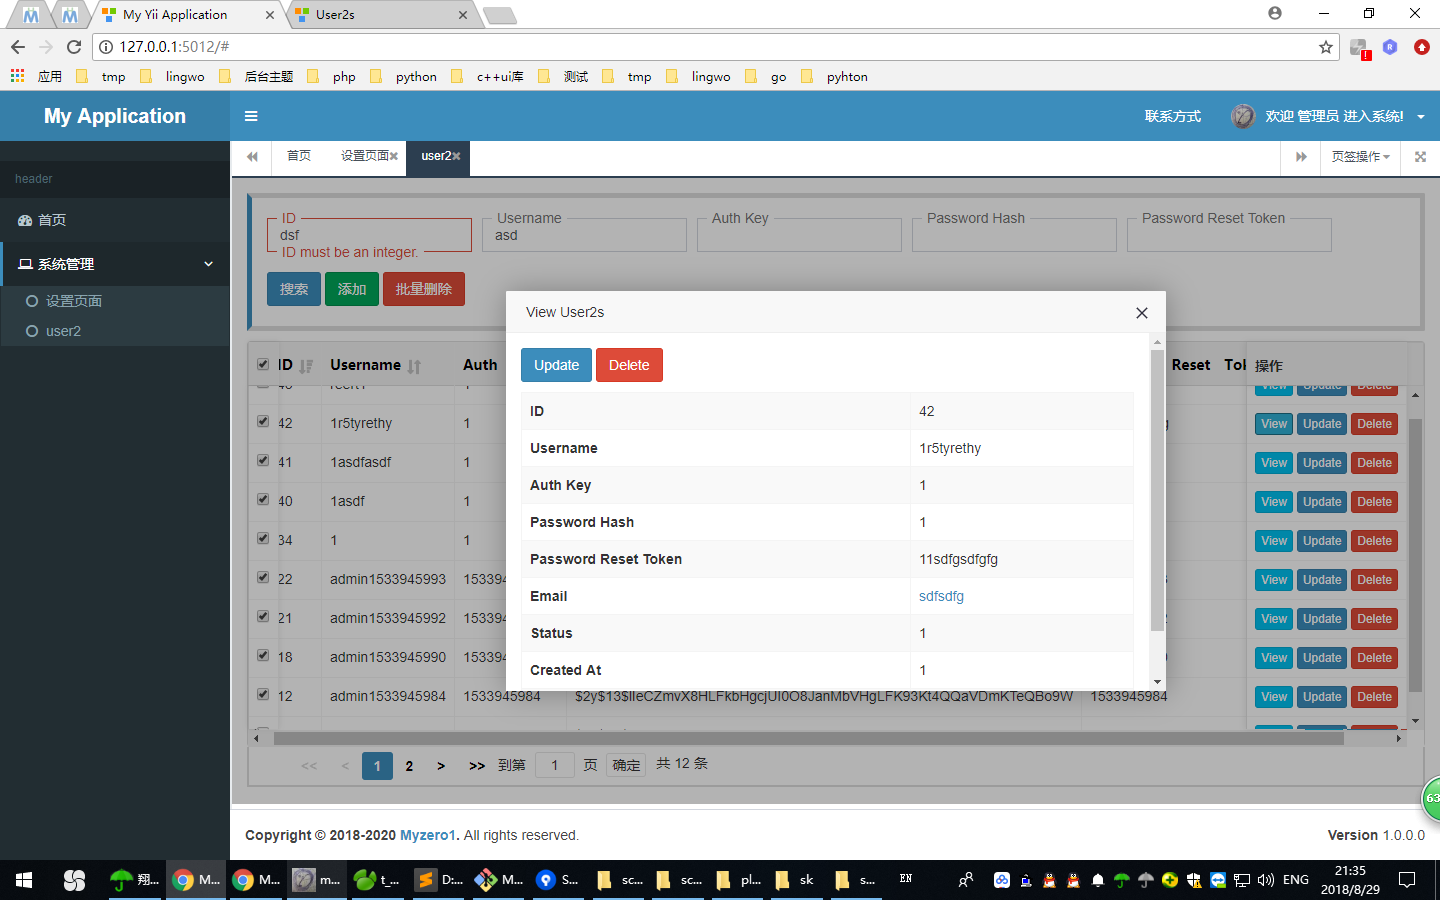 My Yii Application
User2s
127.0.0.1:5012/#
应用 tmp lingwo 后台主题 php python c++ui库 测试 tmp lingwo go pyhton
My Application
联系方式 欢迎 管理员 进入系统!
首页 设置页面 user2 页签操作
header
首页
系统管理
设置页面
user2
ID Username Auth Key Password Hash Password Reset Token
dsf asd
ID must be an integer.
搜索 添加 批量删除
View User2s
Update Delete
ID 42
Username 1r5tyrethy
Auth Key 1
Password Hash 1
Password Reset Token 11sdfgsdfgfg
Email sdfsdfg
Status 1
Created At 1
ID Username Auth Reset 操作
42 1r5tyrethy 1 View Update Delete
41 1asdfasdf 1 View Update Delete
40 1asdf 1 View Update Delete
34 1 1 View Update Delete
22 admin1533945993 View Update Delete
21 admin1533945992 View Update Delete
18 admin1533945990 View Update Delete
12 admin1533945984 1533945984 1533945984 View Update Delete
<< < 1 2 > >> 到第 1 页 确定 共 12 条
Copyright © 2018-2020 Myzero1. All rights reserved.
Version 1.0.0.0
63
翔... M... M... m... t_... D:... M... S... sc... sc... pl... sk s... EN ENG
21:35
2018/8/29